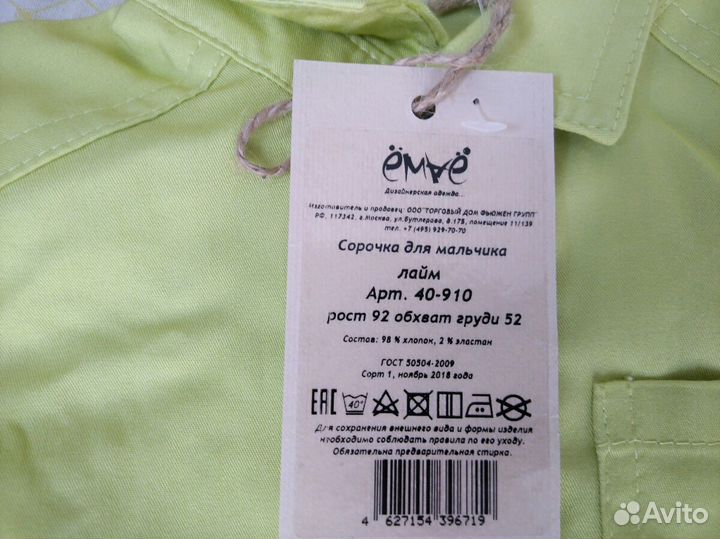 ёмаё
Дизайнерская одежда...
Изготовитель и продавец: ООО"ТОРГОВЫЙ ДОМ ФЬЮЖЕН ГРУПП"
РФ, 117342, г.Москва, ул.Бутлерова, д.17Б, помещение 11/139
тел. +7 (495) 929-70-70
Сорочка для мальчика
лайм
Арт. 40-910
рост 92 обхват груди 52
Состав: 98 % хлопок, 2 % эластан
ГОСТ 50504-2009
Сорт 1, ноябрь 2018 года
EAC 40°
Для сохранения внешнего вида и формы изделия
необходимо соблюдать правила по его уходу.
Обязательна предварительная стирка.
4 627154 396719
Avito